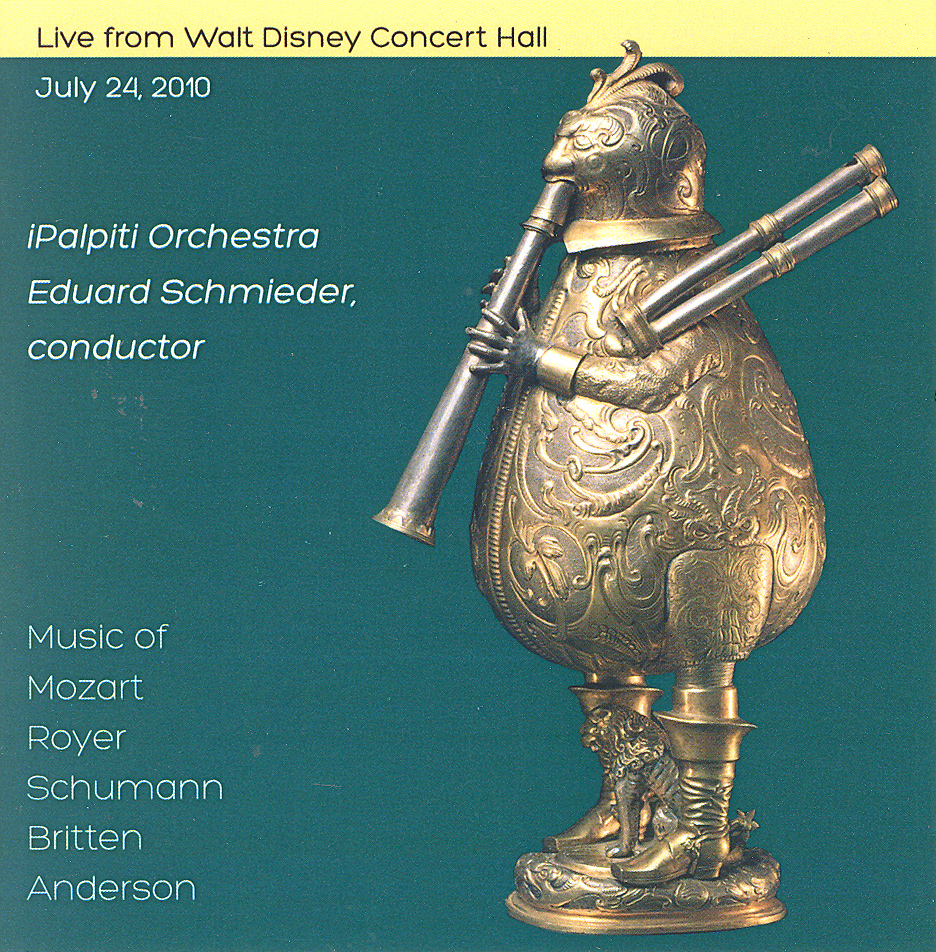 Live from Walt Disney Concert Hall
July 24, 2010
iPalpiti Orchestra
Eduard Schmieder,
conductor
Music of
Mozart
Royer
Schumann
Britten
Anderson